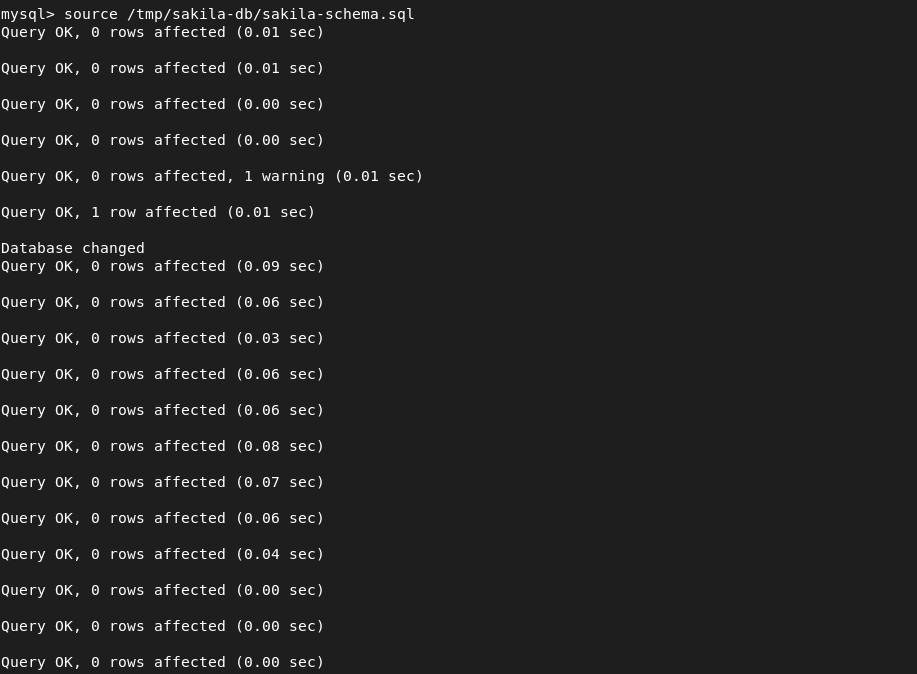 mysql> source /tmp/sakila-db/sakila-schema.sql
Query OK, 0 rows affected (0.01 sec)
Query OK, 0 rows affected (0.01 sec)
Query OK, 0 rows affected (0.00 sec)
Query OK, 0 rows affected (0.00 sec)
Query OK, 0 rows affected, 1 warning (0.01 sec)
Query OK, 1 row affected (0.01 sec)
Database changed
Query OK, 0 rows affected (0.09 sec)
Query OK, 0 rows affected (0.06 sec)
Query OK, 0 rows affected (0.03 sec)
Query OK, 0 rows affected (0.06 sec)
Query OK, 0 rows affected (0.06 sec)
Query OK, 0 rows affected (0.08 sec)
Query OK, 0 rows affected (0.07 sec)
Query OK, 0 rows affected (0.06 sec)
Query OK, 0 rows affected (0.04 sec)
Query OK, 0 rows affected (0.00 sec)
Query OK, 0 rows affected (0.00 sec)
Query OK, 0 rows affected (0.00 sec)